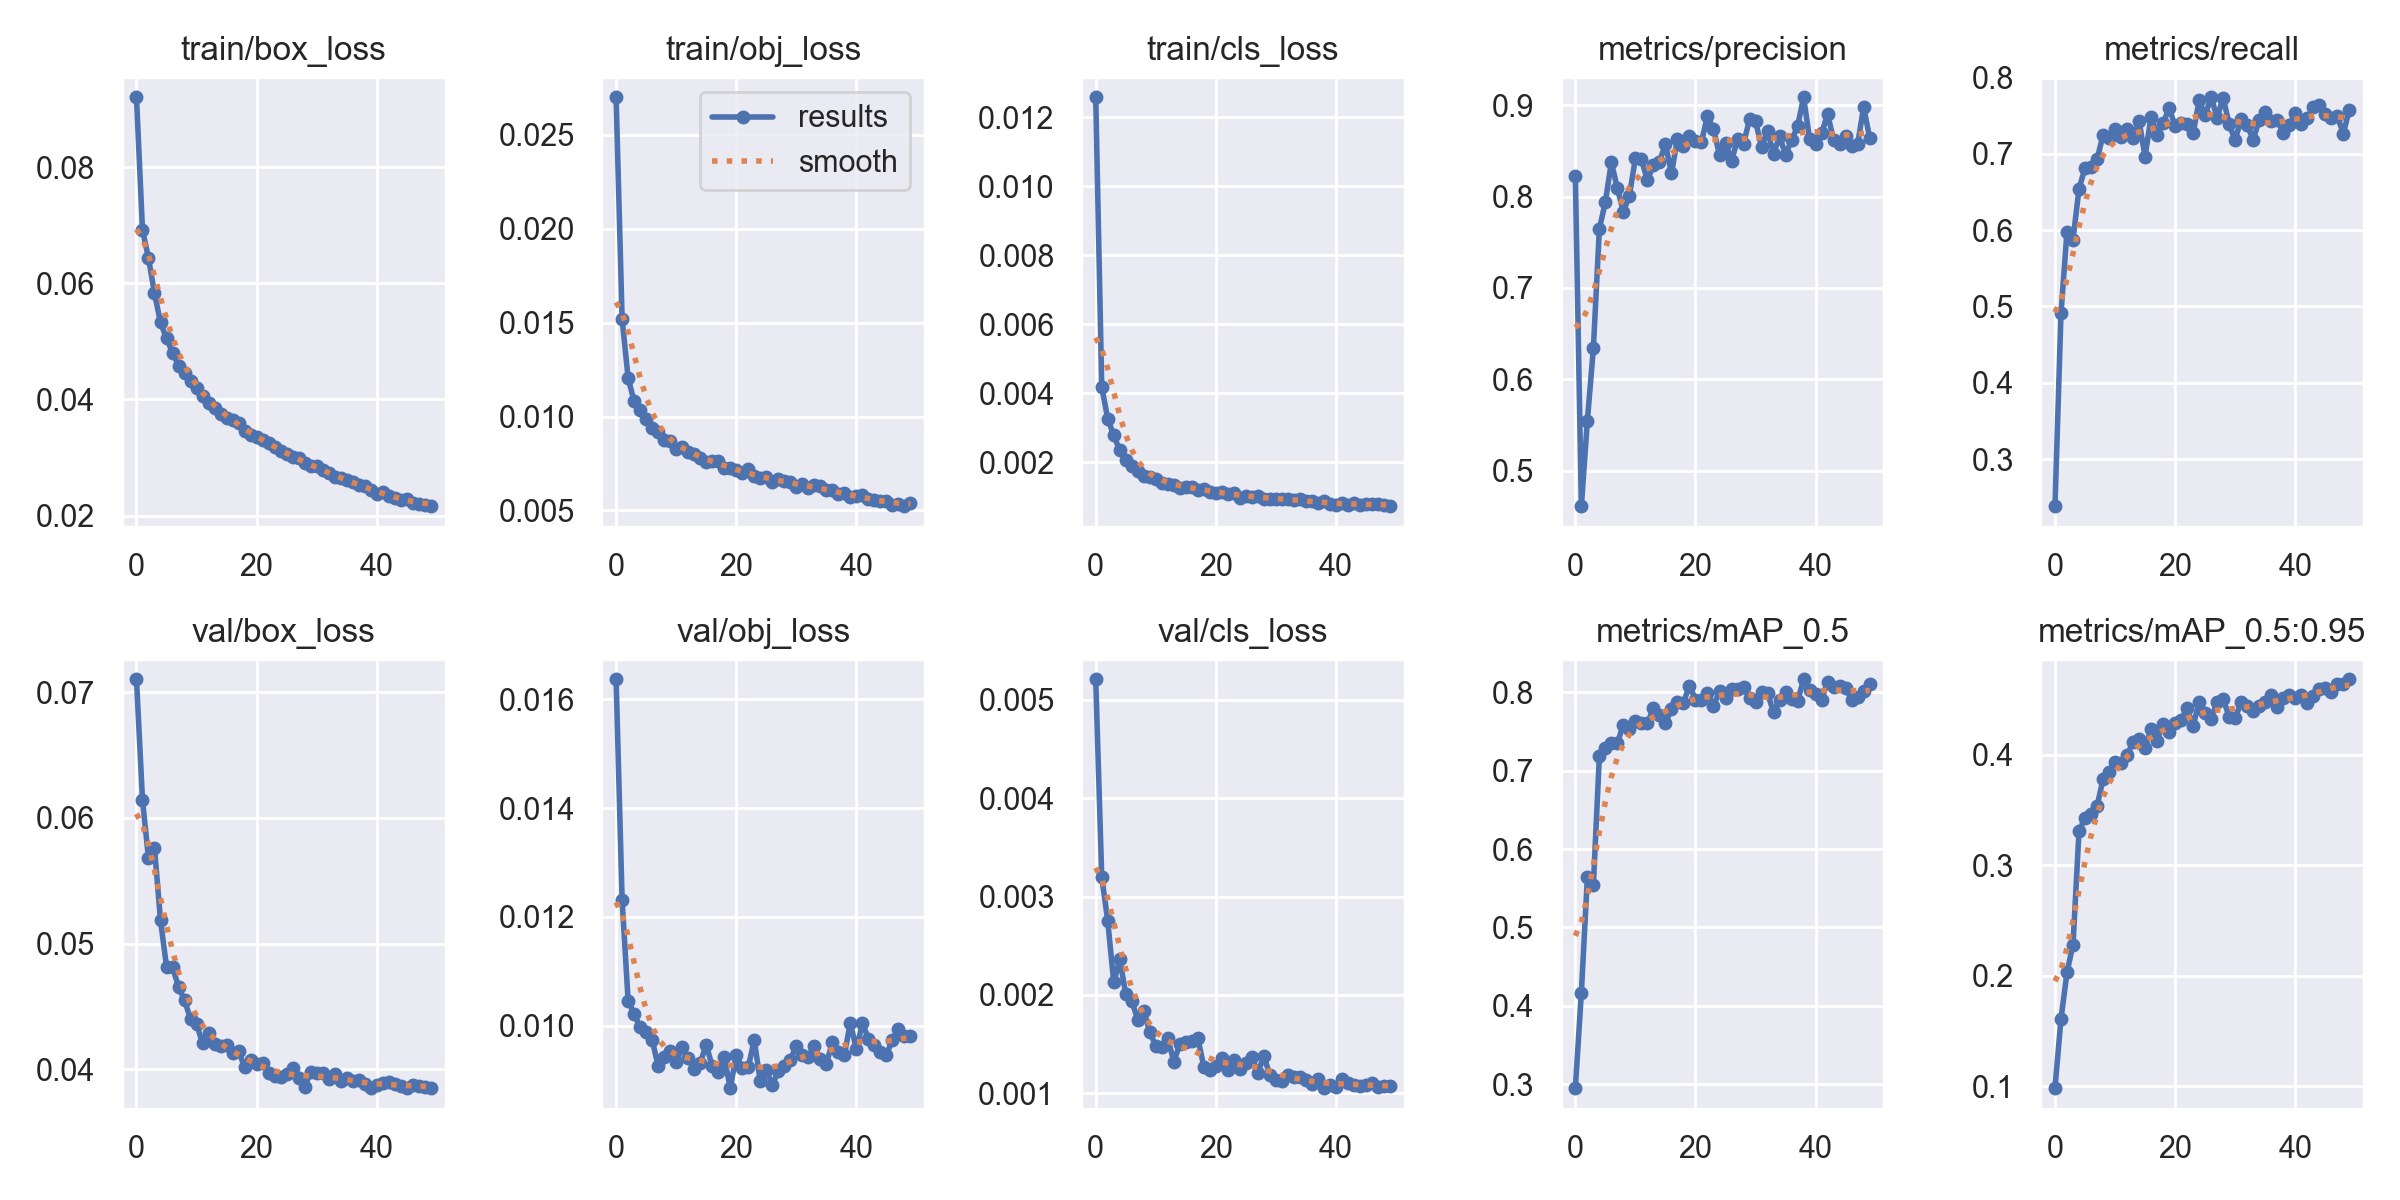 train/box_loss
0.08
0.06
0.04
0.02
0 20 40
train/obj_loss
results
smooth
0.025
0.020
0.015
0.010
0.005
0 20 40
train/cls_loss
0.012
0.010
0.008
0.006
0.004
0.002
0 20 40
metrics/precision
0.9
0.8
0.7
0.6
0.5
0 20 40
metrics/recall
0.8
0.7
0.6
0.5
0.4
0.3
0 20 40
val/box_loss
0.07
0.06
0.05
0.04
0 20 40
val/obj_loss
0.016
0.014
0.012
0.010
0 20 40
val/cls_loss
0.005
0.004
0.003
0.002
0.001
0 20 40
metrics/mAP_0.5
0.8
0.7
0.6
0.5
0.4
0.3
0 20 40
metrics/mAP_0.5:0.95
0.4
0.3
0.2
0.1
0 20 40